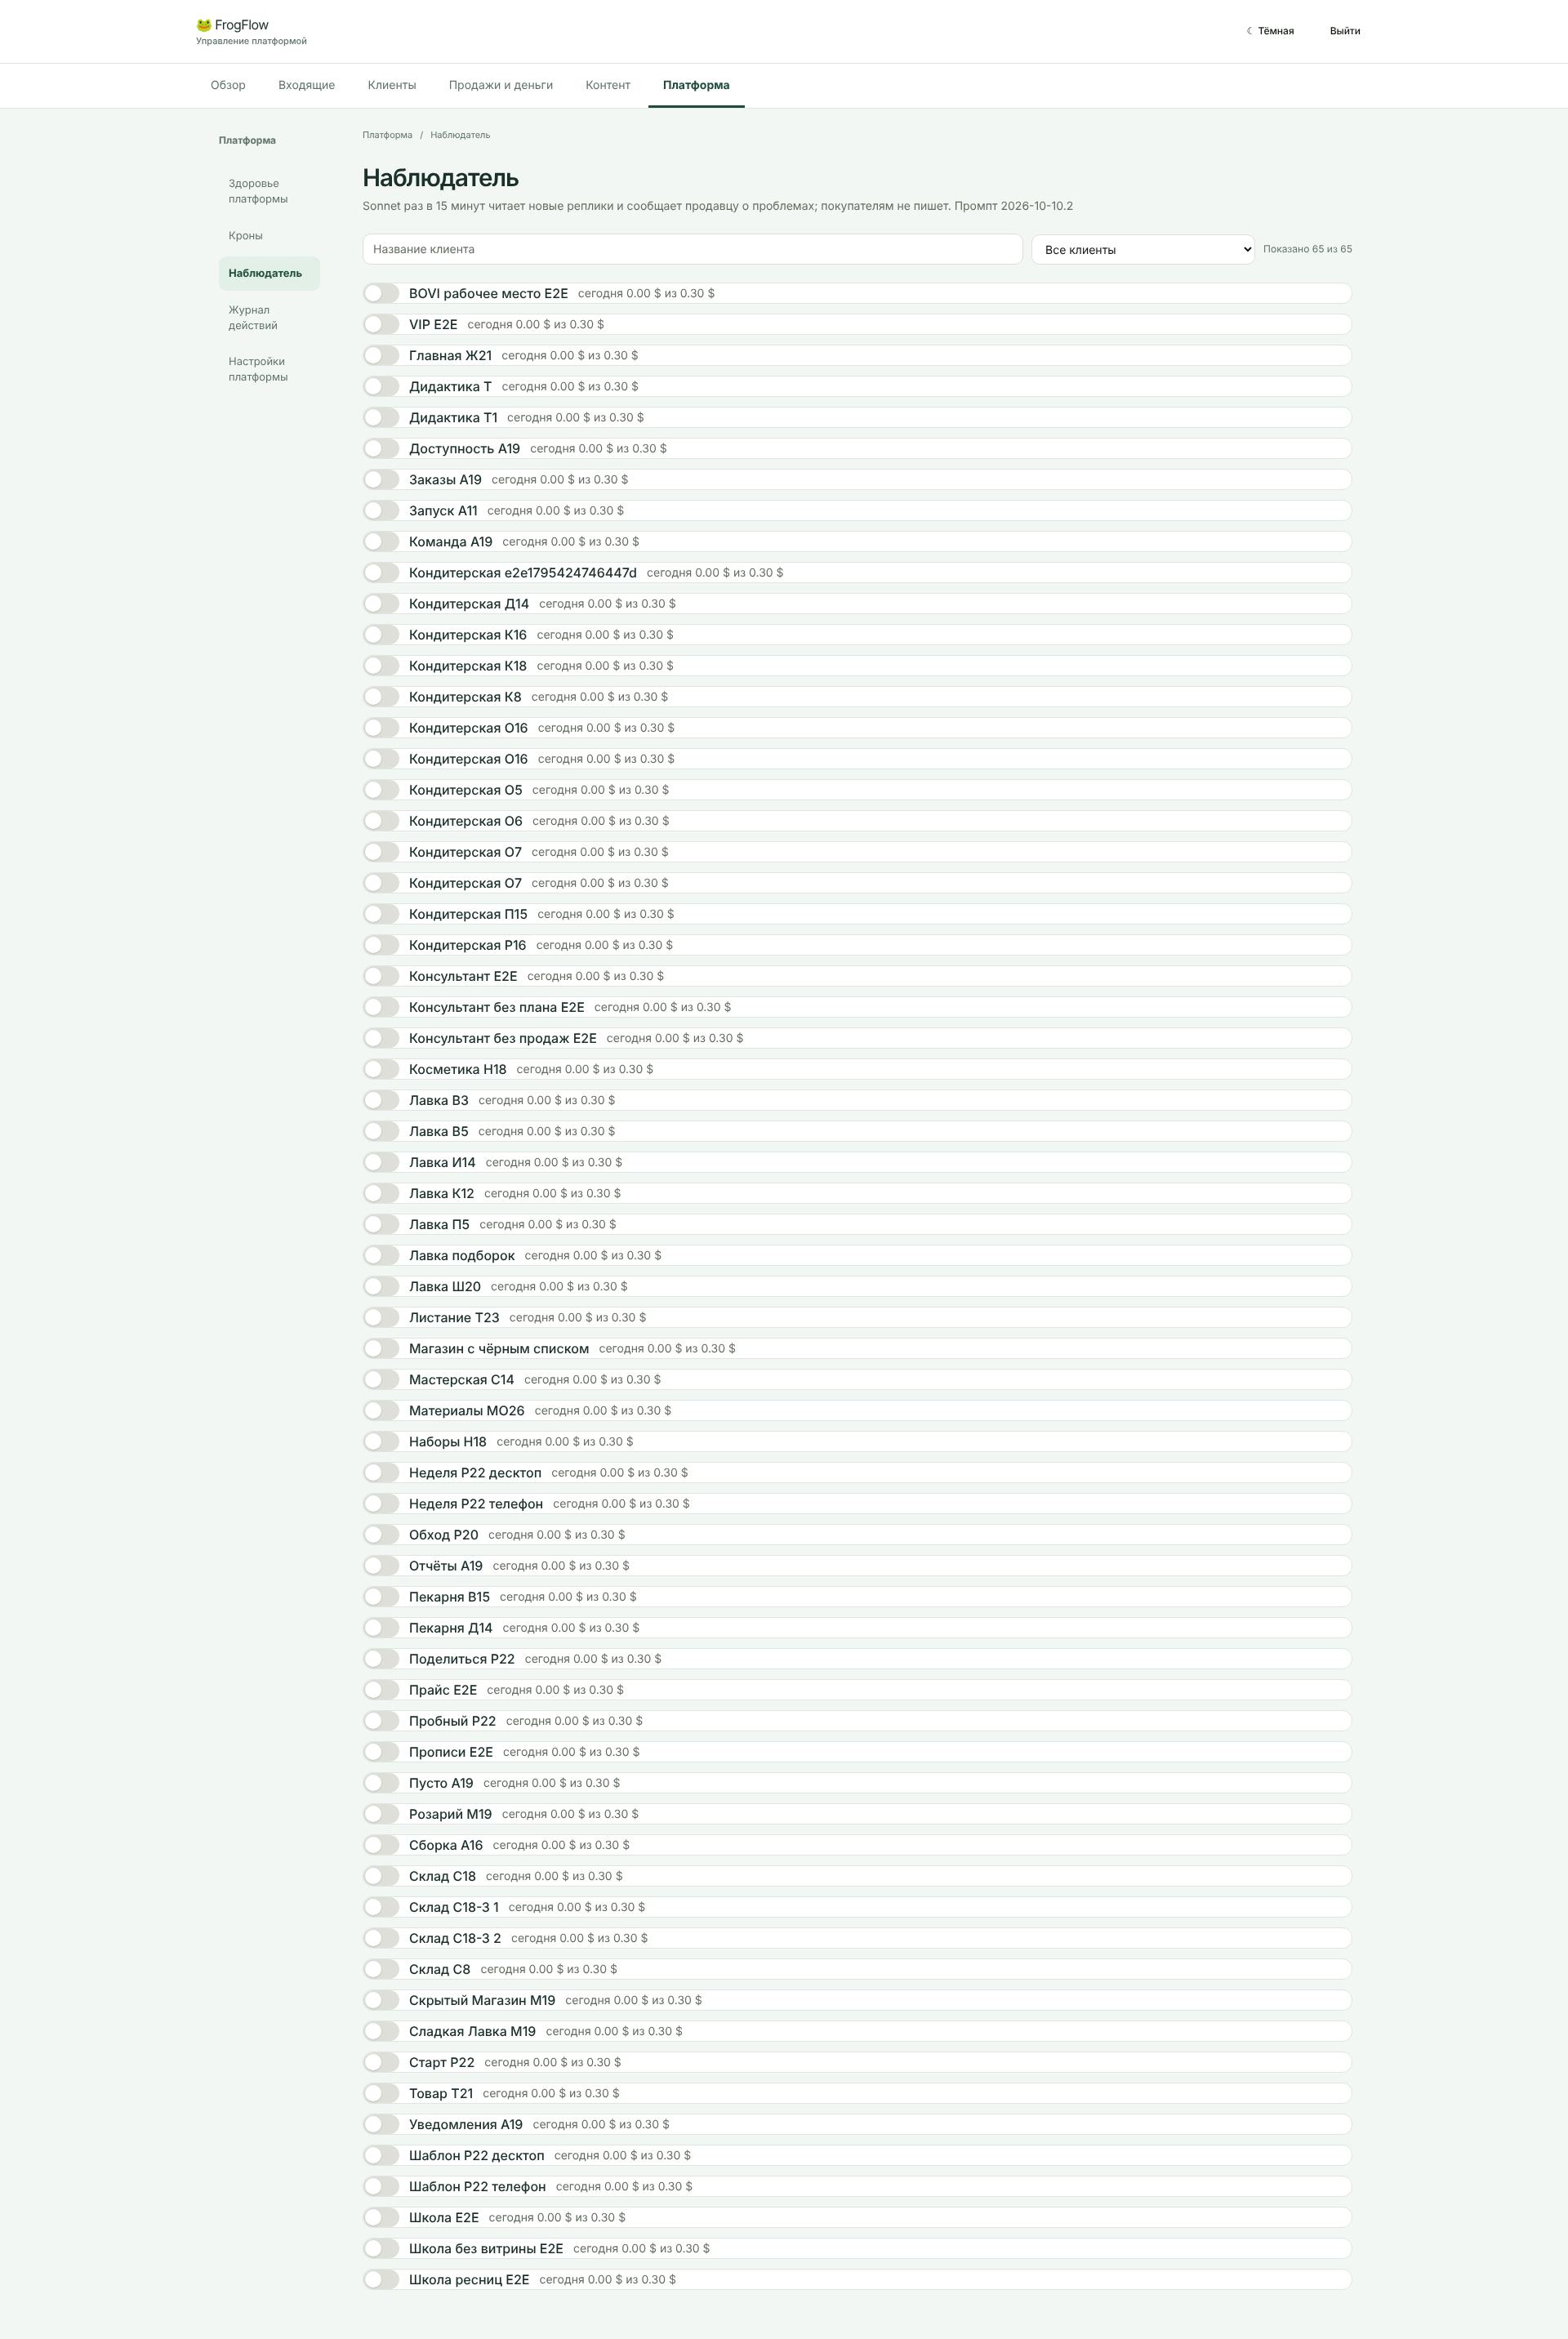 🐸 FrogFlow
Управление платформой
☾ Тёмная
Выйти
Обзор
Входящие
Клиенты
Продажи и деньги
Контент
Платформа
Платформа
Здоровье
платформы
Кроны
Наблюдатель
Журнал
действий
Настройки
платформы
Платформа / Наблюдатель
Наблюдатель
Sonnet раз в 15 минут читает новые реплики и сообщает продавцу о проблемах; покупателям не пишет. Промпт 2026-10-10.2
Название клиента
Все клиенты
Показано 65 из 65
BOVI рабочее место E2E сегодня 0.00 $ из 0.30 $
VIP E2E сегодня 0.00 $ из 0.30 $
Главная Ж21 сегодня 0.00 $ из 0.30 $
Дидактика Т сегодня 0.00 $ из 0.30 $
Дидактика Т1 сегодня 0.00 $ из 0.30 $
Доступность А19 сегодня 0.00 $ из 0.30 $
Заказы А19 сегодня 0.00 $ из 0.30 $
Запуск А11 сегодня 0.00 $ из 0.30 $
Команда А19 сегодня 0.00 $ из 0.30 $
Кондитерская e2e1795424746447d сегодня 0.00 $ из 0.30 $
Кондитерская Д14 сегодня 0.00 $ из 0.30 $
Кондитерская К16 сегодня 0.00 $ из 0.30 $
Кондитерская К18 сегодня 0.00 $ из 0.30 $
Кондитерская К8 сегодня 0.00 $ из 0.30 $
Кондитерская О16 сегодня 0.00 $ из 0.30 $
Кондитерская О16 сегодня 0.00 $ из 0.30 $
Кондитерская О5 сегодня 0.00 $ из 0.30 $
Кондитерская О6 сегодня 0.00 $ из 0.30 $
Кондитерская О7 сегодня 0.00 $ из 0.30 $
Кондитерская О7 сегодня 0.00 $ из 0.30 $
Кондитерская П15 сегодня 0.00 $ из 0.30 $
Кондитерская Р16 сегодня 0.00 $ из 0.30 $
Консультант E2E сегодня 0.00 $ из 0.30 $
Консультант без плана E2E сегодня 0.00 $ из 0.30 $
Консультант без продаж E2E сегодня 0.00 $ из 0.30 $
Косметика Н18 сегодня 0.00 $ из 0.30 $
Лавка В3 сегодня 0.00 $ из 0.30 $
Лавка В5 сегодня 0.00 $ из 0.30 $
Лавка И14 сегодня 0.00 $ из 0.30 $
Лавка К12 сегодня 0.00 $ из 0.30 $
Лавка П5 сегодня 0.00 $ из 0.30 $
Лавка подборок сегодня 0.00 $ из 0.30 $
Лавка Ш20 сегодня 0.00 $ из 0.30 $
Листание Т23 сегодня 0.00 $ из 0.30 $
Магазин с чёрным списком сегодня 0.00 $ из 0.30 $
Мастерская С14 сегодня 0.00 $ из 0.30 $
Материалы МО26 сегодня 0.00 $ из 0.30 $
Наборы Н18 сегодня 0.00 $ из 0.30 $
Неделя Р22 десктоп сегодня 0.00 $ из 0.30 $
Неделя Р22 телефон сегодня 0.00 $ из 0.30 $
Обход Р20 сегодня 0.00 $ из 0.30 $
Отчёты А19 сегодня 0.00 $ из 0.30 $
Пекарня В15 сегодня 0.00 $ из 0.30 $
Пекарня Д14 сегодня 0.00 $ из 0.30 $
Поделиться Р22 сегодня 0.00 $ из 0.30 $
Прайс E2E сегодня 0.00 $ из 0.30 $
Пробный Р22 сегодня 0.00 $ из 0.30 $
Прописи E2E сегодня 0.00 $ из 0.30 $
Пусто А19 сегодня 0.00 $ из 0.30 $
Розарий М19 сегодня 0.00 $ из 0.30 $
Сборка А16 сегодня 0.00 $ из 0.30 $
Склад С18 сегодня 0.00 $ из 0.30 $
Склад С18-3 1 сегодня 0.00 $ из 0.30 $
Склад С18-3 2 сегодня 0.00 $ из 0.30 $
Склад С8 сегодня 0.00 $ из 0.30 $
Скрытый Магазин М19 сегодня 0.00 $ из 0.30 $
Сладкая Лавка М19 сегодня 0.00 $ из 0.30 $
Старт Р22 сегодня 0.00 $ из 0.30 $
Товар Т21 сегодня 0.00 $ из 0.30 $
Уведомления А19 сегодня 0.00 $ из 0.30 $
Шаблон Р22 десктоп сегодня 0.00 $ из 0.30 $
Шаблон Р22 телефон сегодня 0.00 $ из 0.30 $
Школа E2E сегодня 0.00 $ из 0.30 $
Школа без витрины E2E сегодня 0.00 $ из 0.30 $
Школа ресниц E2E сегодня 0.00 $ из 0.30 $